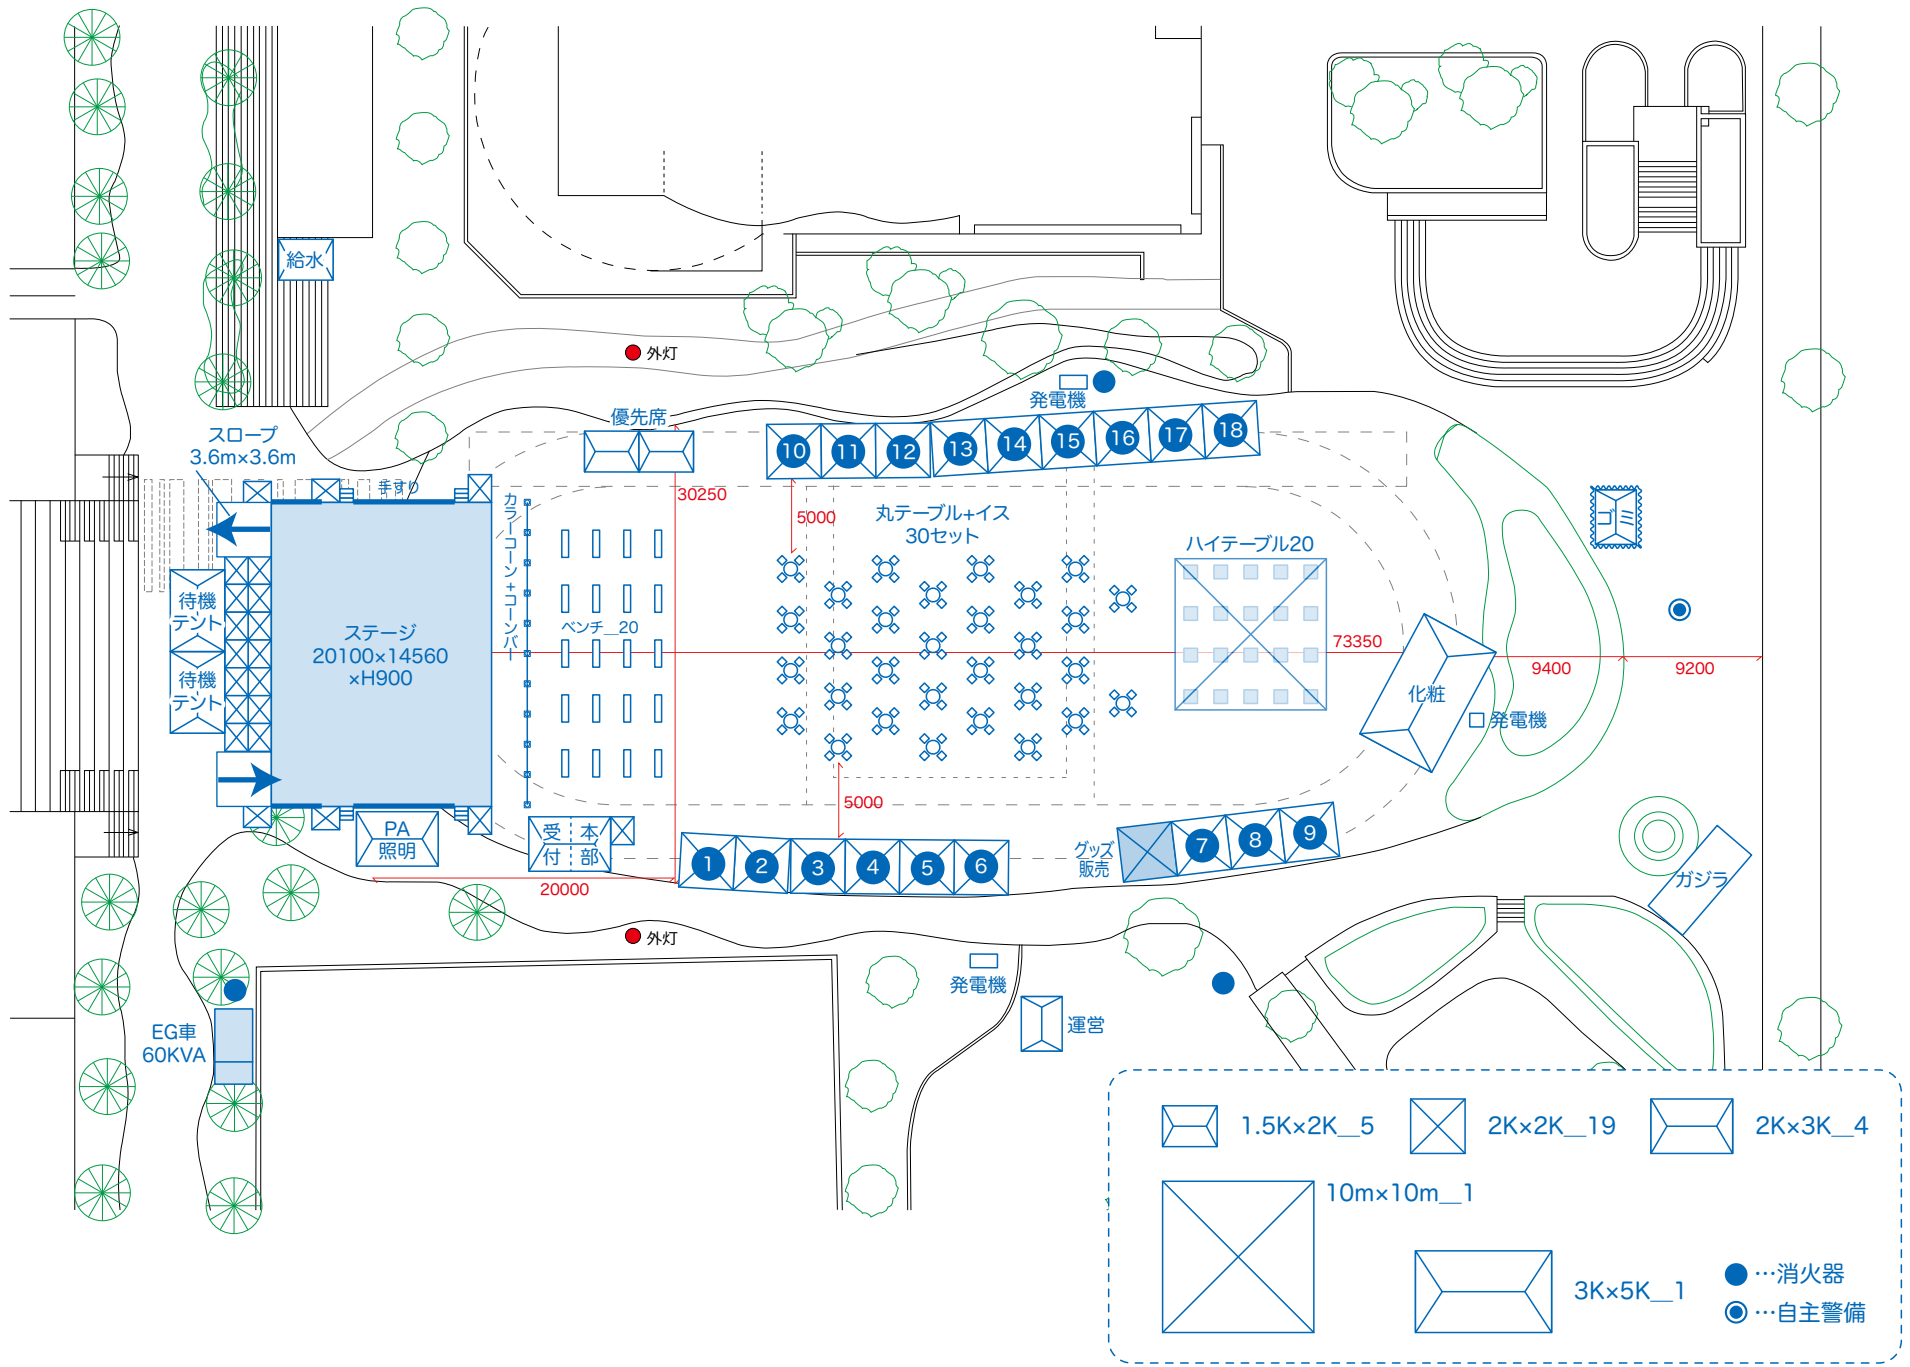 給水
外灯
発電機
優先席
スロープ
3.6m×3.6m
手すり
10
11
12
13
14
15
16
17
18
カラーコーン+コーンバー
30250
5000
丸テーブル+イス
30セット
ハイテーブル20
ゴミ
待機
テント
待機
テント
ステージ
20100×14560
×H900
ベンチ__20
73350
9400
9200
化粧
発電機
5000
PA
照明
受付
本部
1
2
3
4
5
6
グッズ
販売
7
8
9
ガジラ
20000
外灯
発電機
運営
EG車
60KVA
1.5K×2K__5
2K×2K__19
2K×3K__4
10m×10m__1
3K×5K__1
…消火器
…自主警備